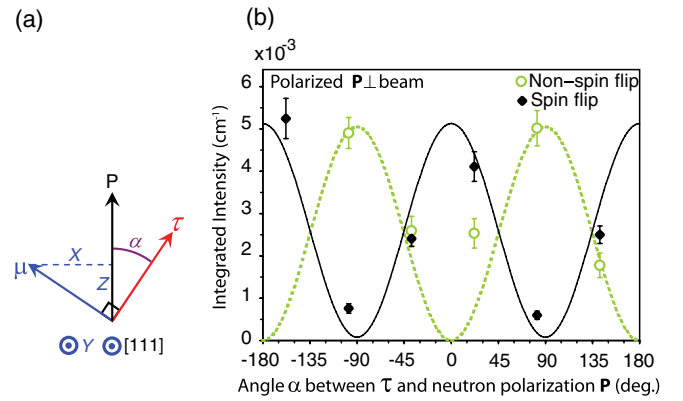 (a)
P
τ
α
X
μ
Z
Y [111]
(b)
x10⁻³
Polarized P⊥beam
Non–spin flip
Spin flip
Integrated Intensity (cm⁻¹)
6
5
4
3
2
1
0
-180 -135 -90 -45 0 45 90 135 180
Angle α between τ and neutron polarization P (deg.)